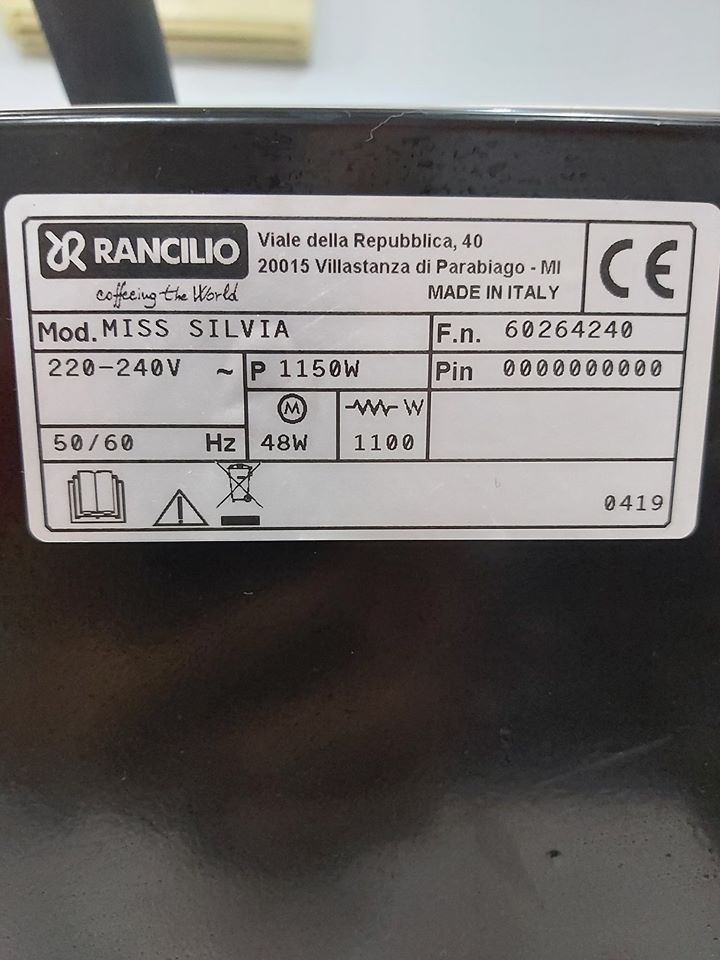 RANCILIO
coffeeing the World
Viale della Repubblica, 40
20015 Villastanza di Parabiago - MI
MADE IN ITALY
CE
Mod. MISS SILVIA
F.n. 60264240
220-240V ~
P 1150W
Pin 0000000000
M
W
50/60 Hz
48W
1100
0419